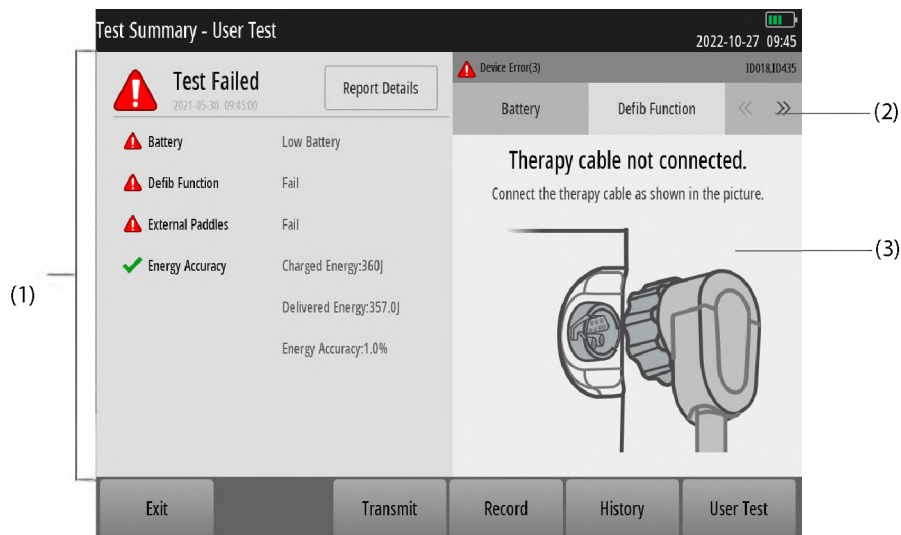 Test Summary - User Test
2022-10-27 09:45
Test Failed
2021-05-30 09:45:00
Report Details
Battery Low Battery
Defib Function Fail
External Paddles Fail
Energy Accuracy Charged Energy:360J
Delivered Energy:357.0J
Energy Accuracy:1.0%
Device Error(3) ID018,ID435
Battery Defib Function
Therapy cable not connected.
Connect the therapy cable as shown in the picture.
(1)
(2)
(3)
Exit Transmit Record History User Test